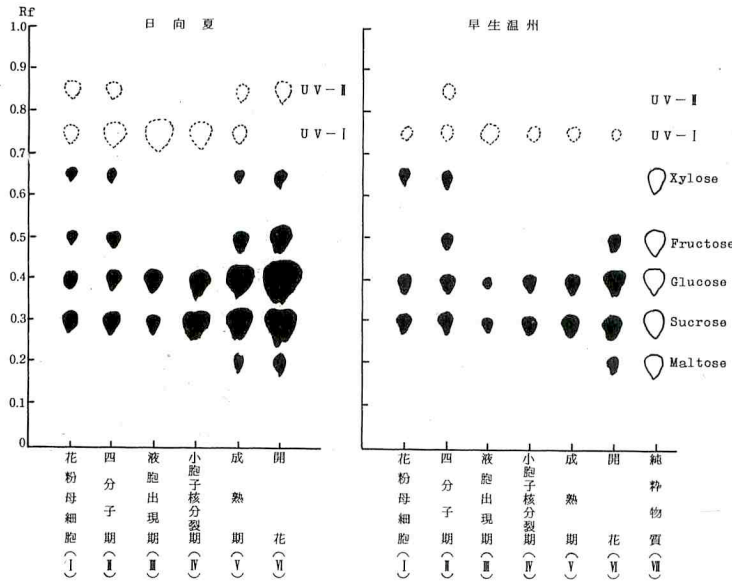 Rf
1.0
0.9
0.8
0.7
0.6
0.5
0.4
0.3
0.2
0.1
0
日向夏
UV－Ⅱ
UV－Ⅰ
花粉母細胞(Ⅰ)
四分子期(Ⅱ)
液胞出現期(Ⅲ)
小胞子核分裂期(Ⅳ)
成熟期(Ⅴ)
開花(Ⅵ)
早生温州
UV－Ⅱ
UV－Ⅰ
Xylose
Fructose
Glucose
Sucrose
Maltose
花粉母細胞(Ⅰ)
四分子期(Ⅱ)
液胞出現期(Ⅲ)
小胞子核分裂期(Ⅳ)
成熟期(Ⅴ)
開花(Ⅵ)
純粋物質(Ⅶ)